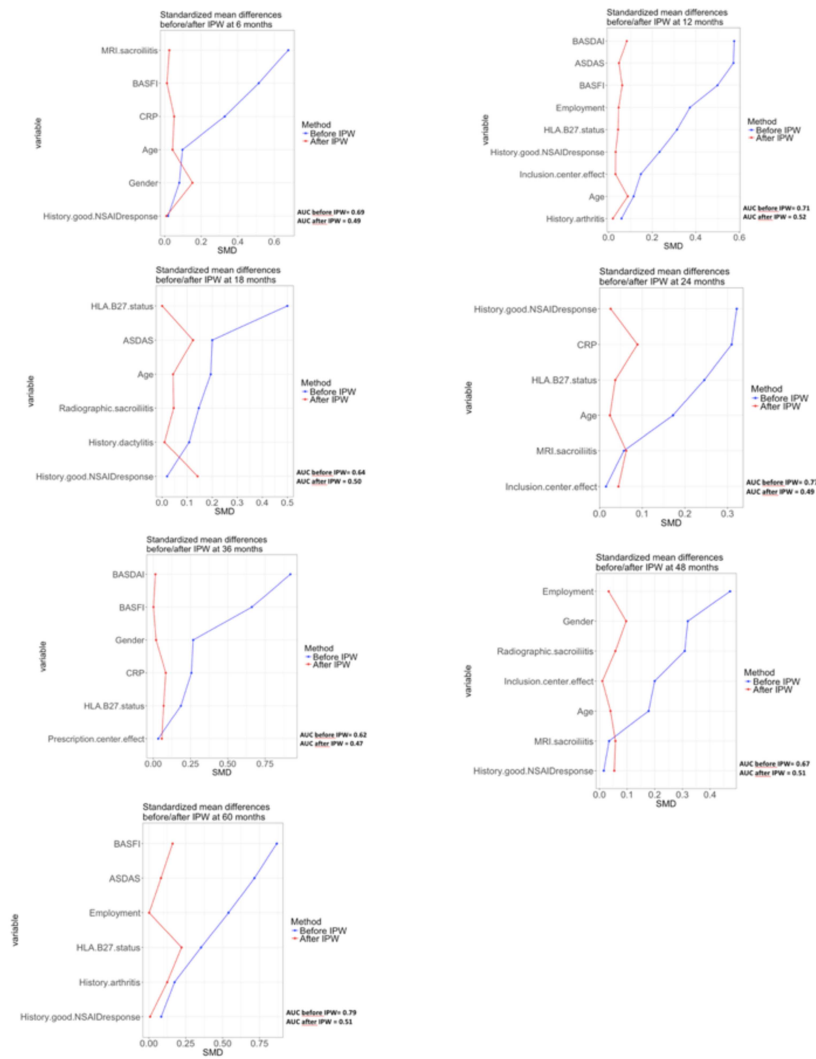 Standardized mean differences
before/after IPW at 6 months
MRI.sacroiliitis
BASFI
CRP
Age
Gender
History.good.NSAIDresponse
variable
0.0 0.2 0.4 0.6
SMD
Method
Before IPW
After IPW
AUC before IPW= 0.69
AUC after IPW = 0.49
Standardized mean differences
before/after IPW at 12 months
BASDAI
ASDAS
BASFI
Employment
HLA.B27.status
History.good.NSAIDresponse
Inclusion.center.effect
Age
History.arthritis
variable
0.0 0.2 0.4 0.6
SMD
Method
Before IPW
After IPW
AUC before IPW= 0.71
AUC after IPW = 0.52
Standardized mean differences
before/after IPW at 18 months
HLA.B27.status
ASDAS
Age
Radiographic.sacroiliitis
History.dactylitis
History.good.NSAIDresponse
variable
0.0 0.1 0.2 0.3 0.4 0.5
SMD
Method
Before IPW
After IPW
AUC before IPW= 0.64
AUC after IPW = 0.50
Standardized mean differences
before/after IPW at 24 months
History.good.NSAIDresponse
CRP
HLA.B27.status
Age
MRI.sacroiliitis
Inclusion.center.effect
variable
0.0 0.1 0.2 0.3
SMD
Method
Before IPW
After IPW
AUC before IPW= 0.77
AUC after IPW = 0.49
Standardized mean differences
before/after IPW at 36 months
BASDAI
BASFI
Gender
CRP
HLA.B27.status
Prescription.center.effect
variable
0.00 0.25 0.50 0.75
SMD
Method
Before IPW
After IPW
AUC before IPW= 0.62
AUC after IPW = 0.47
Standardized mean differences
before/after IPW at 48 months
Employment
Gender
Radiographic.sacroiliitis
Inclusion.center.effect
Age
MRI.sacroiliitis
History.good.NSAIDresponse
variable
0.0 0.1 0.2 0.3 0.4
SMD
Method
Before IPW
After IPW
AUC before IPW= 0.67
AUC after IPW = 0.51
Standardized mean differences
before/after IPW at 60 months
BASFI
ASDAS
Employment
HLA.B27.status
History.arthritis
History.good.NSAIDresponse
variable
0.00 0.25 0.50 0.75
SMD
Method
Before IPW
After IPW
AUC before IPW= 0.79
AUC after IPW = 0.51